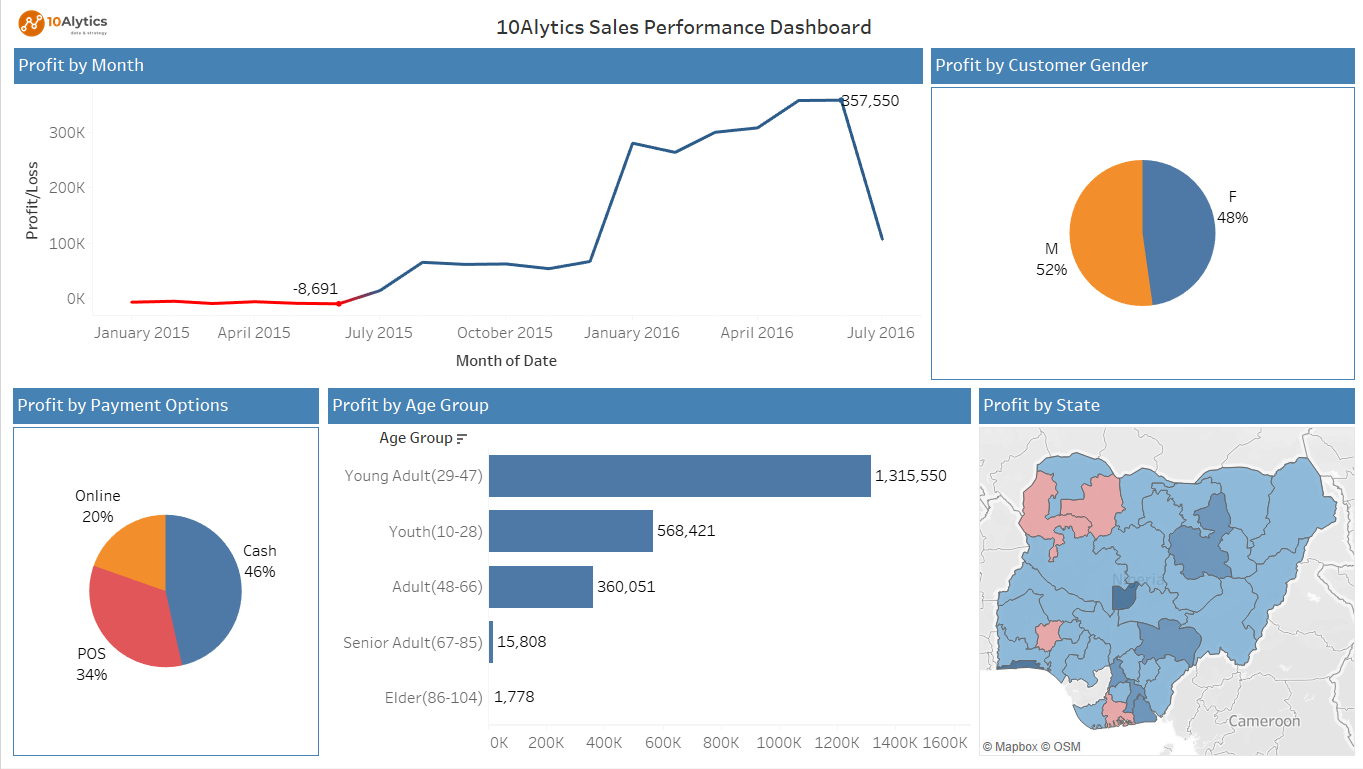 10Alytics
data & strategy
10Alytics Sales Performance Dashboard
Profit by Month
Profit/Loss
300K
200K
100K
0K
357,550
-8,691
January 2015 April 2015 July 2015 October 2015 January 2016 April 2016 July 2016
Month of Date
Profit by Customer Gender
F
48%
M
52%
Profit by Payment Options
Online
20%
Cash
46%
POS
34%
Profit by Age Group
Age Group
Young Adult(29-47) 1,315,550
Youth(10-28) 568,421
Adult(48-66) 360,051
Senior Adult(67-85) 15,808
Elder(86-104) 1,778
0K 200K 400K 600K 800K 1000K 1200K 1400K 1600K
Profit by State
Nigeria
Cameroon
© Mapbox © OSM